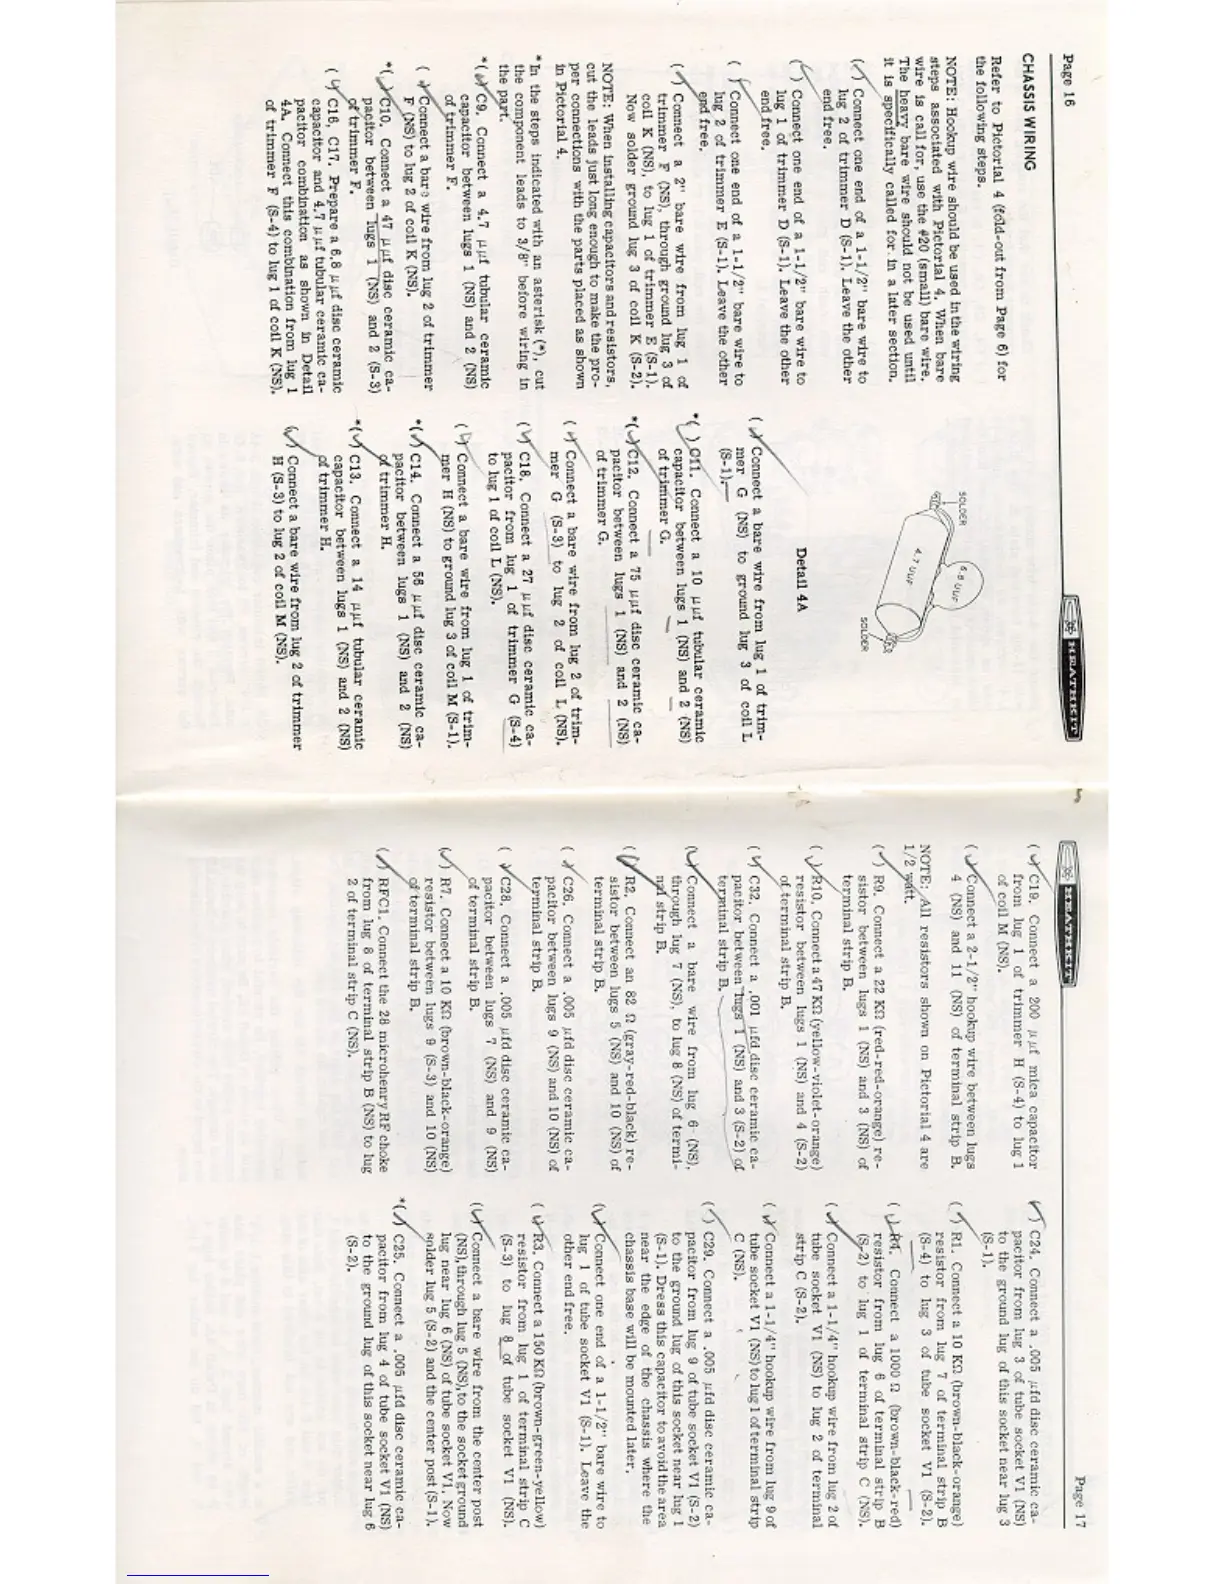 Page 16
HEATHKIT
CHASSIS WIRING
Refer to Pictorial 4 (fold-out from Page 6) for
the following steps.
NOTE: Hookup wire should be used in the wiring
steps associated with Pictorial 4. When bare
wire is call for, use the #20 (small) bare wire.
The heavy bare wire should not be used until
it is specifically called for in a later section.
(✓) Connect one end of a 1-1/2" bare wire to
lug 2 of trimmer D (S-1). Leave the other
end free.
(✓) Connect one end of a 1-1/2" bare wire to
lug 1 of trimmer D (S-1). Leave the other
end free.
(✓) Connect one end of a 1-1/2" bare wire to
lug 2 of trimmer E (S-1). Leave the other
end free.
(✓) Connect a 2" bare wire from lug 1 of
trimmer F (NS), through ground lug 3 of
coil K (NS), to lug 1 of trimmer E (S-1).
Now solder ground lug 3 of coil K (S-2).
NOTE: When installing capacitors and resistors,
cut the leads just long enough to make the pro-
per connections with the parts placed as shown
in Pictorial 4.
*In the steps indicated with an asterisk (*), cut
the component leads to 3/8" before wiring in
the part.
*(✓) C9. Connect a 4.7 μμf tubular ceramic
capacitor between lugs 1 (NS) and 2 (NS)
of trimmer F.
(✓) Connect a bare wire from lug 2 of trimmer
F (NS) to lug 2 of coil K (NS).
*(✓) C10. Connect a 47 μμf disc ceramic ca-
pacitor between lugs 1 (NS) and 2 (S-3)
of trimmer F.
(✓) C16, C17. Prepare a 6.8 μμf disc ceramic
capacitor and 4.7 μμf tubular ceramic ca-
pacitor combination as shown in Detail
4A. Connect this combination from lug 1
of trimmer F (S-4) to lug 1 of coil K (NS).
SOLDER
6.8 UUF
4.7 UUF
SOLDER
Detail 4A
(✓) Connect a bare wire from lug 1 of trim-
mer G (NS) to ground lug 3 of coil L
(S-1).
*(✓) C11. Connect a 10 μμf tubular ceramic
capacitor between lugs 1 (NS) and 2 (NS)
of trimmer G.
*(✓) C12. Connect a 75 μμf disc ceramic ca-
pacitor between lugs 1 (NS) and 2 (NS)
of trimmer G.
(✓) Connect a bare wire from lug 2 of trim-
mer G (S-3) to lug 2 of coil L (NS).
(✓) C18. Connect a 27 μμf disc ceramic ca-
pacitor from lug 1 of trimmer G (S-4)
to lug 1 of coil L (NS).
(✓) Connect a bare wire from lug 1 of trim-
mer H (NS) to ground lug 3 of coil M (S-1).
*(✓) C14. Connect a 56 μμf disc ceramic ca-
pacitor between lugs 1 (NS) and 2 (NS)
of trimmer H.
*(✓) C13. Connect a 14 μμf tubular ceramic
capacitor between lugs 1 (NS) and 2 (NS)
of trimmer H.
(✓) Connect a bare wire from lug 2 of trimmer
H (S-3) to lug 2 of coil M (NS).
HEATHKIT
Page 17
(✓) C19. Connect a 200 μμf mica capacitor
from lug 1 of trimmer H (S-4) to lug 1
of coil M (NS).
(✓) Connect a 2-1/2" hookup wire between lugs
4 (NS) and 11 (NS) of terminal strip B.
NOTE: All resistors shown on Pictorial 4 are
1/2 watt.
(✓) R9. Connect a 22 KΩ (red-red-orange) re-
sistor between lugs 1 (NS) and 3 (NS) of
terminal strip B.
(✓) R10. Connect a 47 KΩ (yellow-violet-orange)
resistor between lugs 1 (NS) and 4 (S-2)
of terminal strip B.
(✓) C32. Connect a .001 μfd disc ceramic ca-
pacitor between lugs 1 (NS) and 3 (S-2) of
terminal strip B.
(✓) Connect a bare wire from lug 6 (NS),
through lug 7 (NS), to lug 8 (NS) of termi-
nal strip B.
(✓) R2. Connect an 82 Ω (gray-red-black) re-
sistor between lugs 5 (NS) and 10 (NS) of
terminal strip B.
(✓) C26. Connect a .005 μfd disc ceramic ca-
pacitor between lugs 9 (NS) and 10 (NS) of
terminal strip B.
(✓) C28. Connect a .005 μfd disc ceramic ca-
pacitor between lugs 7 (NS) and 9 (NS)
of terminal strip B.
(✓) R7. Connect a 10 KΩ (brown-black-orange)
resistor between lugs 9 (S-3) and 10 (NS)
of terminal strip B.
(✓) RFC1. Connect the 28 microhenry RF choke
from lug 8 of terminal strip B (NS) to lug
2 of terminal strip C (NS).
(✓) C24. Connect a .005 μfd disc ceramic ca-
pacitor from lug 3 of tube socket V1 (NS)
to the ground lug of this socket near lug 3
(S-1).
(✓) R1. Connect a 10 KΩ (brown-black-orange)
resistor from lug 7 of terminal strip B
(S-4) to lug 3 of tube socket V1 (S-2).
(✓) R4. Connect a 1000 Ω (brown-black-red)
resistor from lug 6 of terminal strip B
(S-2) to lug 1 of terminal strip C (NS).
(✓) Connect a 1-1/4" hookup wire from lug 2 of
tube socket V1 (NS) to lug 2 of terminal
strip C (S-2).
(✓) Connect a 1-1/4" hookup wire from lug 9 of
tube socket V1 (NS) to lug 1 of terminal strip
C (NS).
(✓) C29. Connect a .005 μfd disc ceramic ca-
pacitor from lug 9 of tube socket V1 (S-2)
to the ground lug of this socket near lug 1
(S-1). Dress this capacitor to avoid the area
near the edge of the chassis where the
chassis base will be mounted later.
(✓) Connect one end of a 1-1/2" bare wire to
lug 1 of tube socket V1 (S-1). Leave the
other end free.
(✓) R3. Connect a 150 KΩ (brown-green-yellow)
resistor from lug 1 of terminal strip C
(S-3) to lug 8 of tube socket V1 (NS).
(✓) Connect a bare wire from the center post
(NS), through lug 5 (NS), to the socket ground
lug near lug 6 (NS) of tube socket V1. Now
solder lug 5 (S-2) and the center post (S-1).
*(✓) C25. Connect a .005 μfd disc ceramic ca-
pacitor from lug 4 of tube socket V1 (NS)
to the ground lug of this socket near lug 6
(S-2).